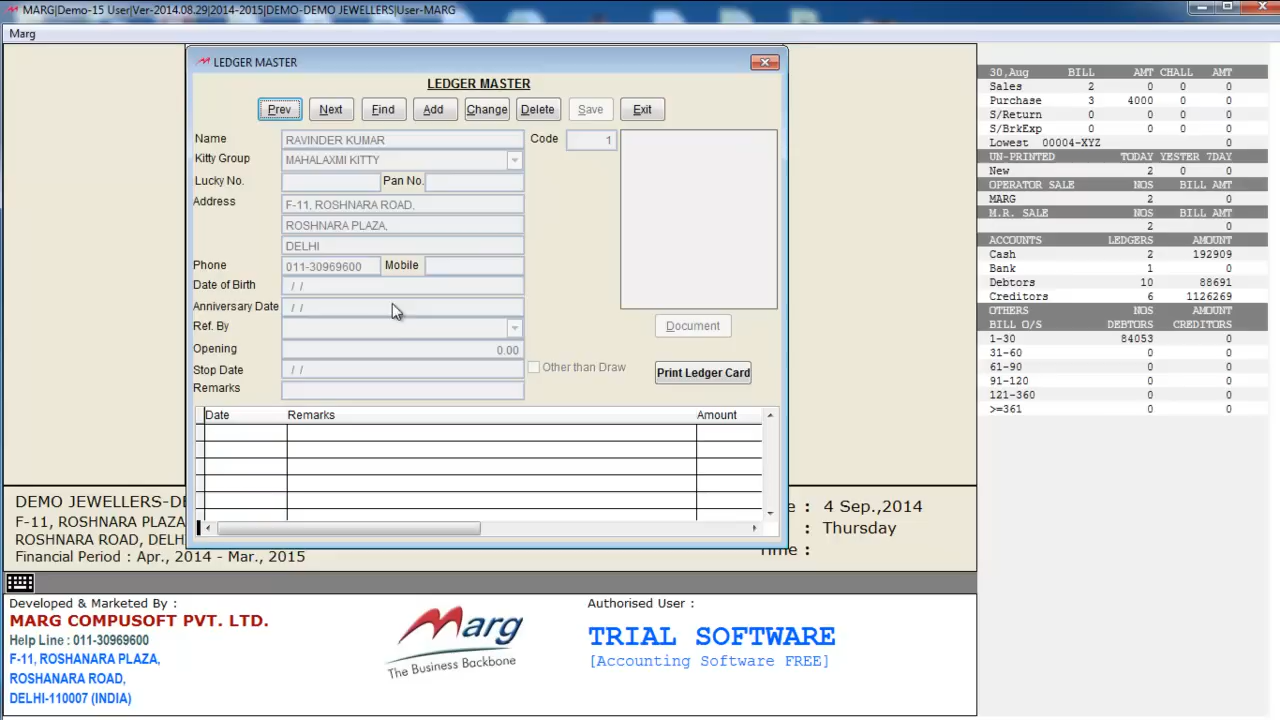 MARG|Demo-15 User|Ver-2014.08.29|2014-2015|DEMO-DEMO JEWELLERS|User-MARG
Marg
LEDGER MASTER
LEDGER MASTER
Prev Next Find Add Change Delete Save Exit
Name RAVINDER KUMAR Code 1
Kitty Group MAHALAXMI KITTY
Lucky No. Pan No.
Address F-11, ROSHNARA ROAD,
ROSHNARA PLAZA,
DELHI
Phone 011-30969600 Mobile
Date of Birth / /
Anniversary Date / /
Ref. By
Document
Opening 0.00
Stop Date / / Other than Draw
Print Ledger Card
Remarks
Date Remarks Amount
30,Aug BILL AMT CHALL AMT
Sales 2 0 0 0
Purchase 3 4000 0 0
S/Return 0 0 0
S/BrkExp 0 0 0
Lowest 00004-XYZ 0
UN-PRINTED TODAY YESTER 7DAY
New 2 0 0
OPERATOR SALE NOS BILL AMT
MARG 2 0
M.R. SALE NOS BILL AMT
2 0
ACCOUNTS LEDGERS AMOUNT
Cash 2 192909
Bank 1 0
Debtors 10 88691
Creditors 6 1126269
OTHERS AMOUNT
BILL O/S DEBTORS CREDITORS
1-30 84053 0
31-60 0 0
61-90 0 0
91-120 0 0
121-360 0 0
>=361 0 0
DEMO JEWELLERS-DE
F-11, ROSHNARA PLAZA
ROSHNARA ROAD, DELH
Financial Period : Apr., 2014 - Mar., 2015
e : 4 Sep.,2014
: Thursday
Time :
Developed & Marketed By :
MARG COMPUSOFT PVT. LTD.
Help Line : 011-30969600
F-11, ROSHANARA PLAZA,
ROSHANARA ROAD,
DELHI-110007 (INDIA)
Marg
The Business Backbone
Authorised User :
TRIAL SOFTWARE
[Accounting Software FREE]